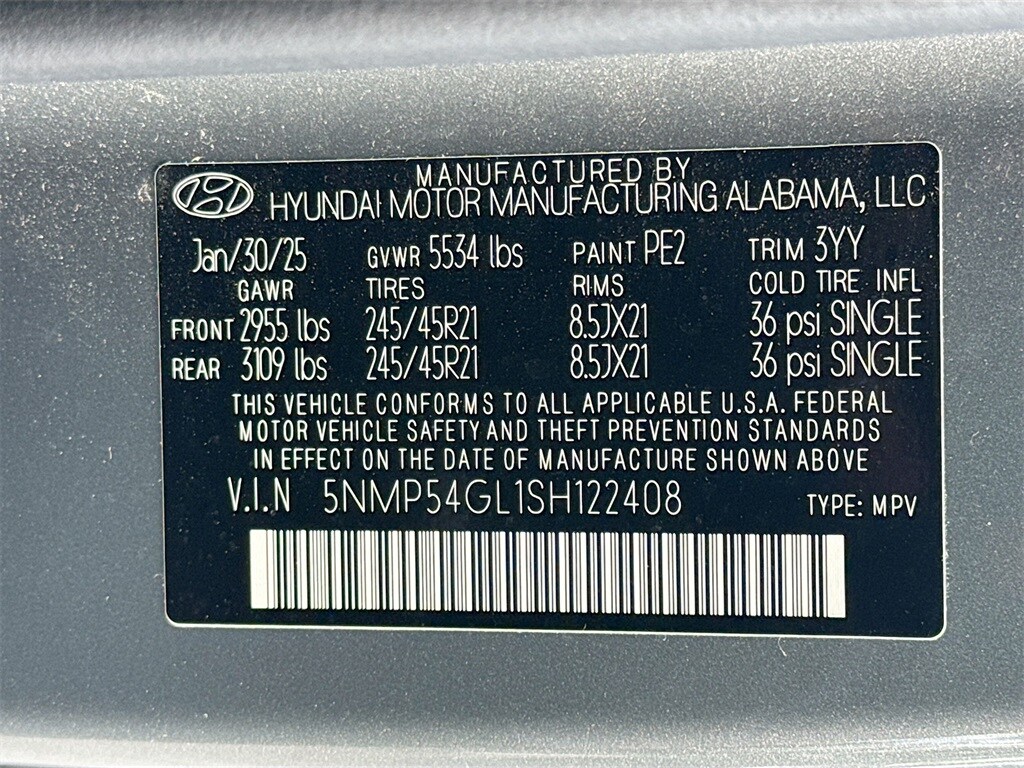 MANUFACTURED BY
HYUNDAI MOTOR MANUFACTURING ALABAMA, LLC
Jan/30/25 GVWR 5534 lbs PAINT PE2 TRIM 3YY
GAWR TIRES RIMS COLD TIRE INFL
FRONT 2955 lbs 245/45R21 8.5JX21 36 psi SINGLE
REAR 3109 lbs 245/45R21 8.5JX21 36 psi SINGLE
THIS VEHICLE CONFORMS TO ALL APPLICABLE U.S.A. FEDERAL
MOTOR VEHICLE SAFETY AND THEFT PREVENTION STANDARDS
IN EFFECT ON THE DATE OF MANUFACTURE SHOWN ABOVE
V.I.N 5NMP54GL1SH122408 TYPE: MPV